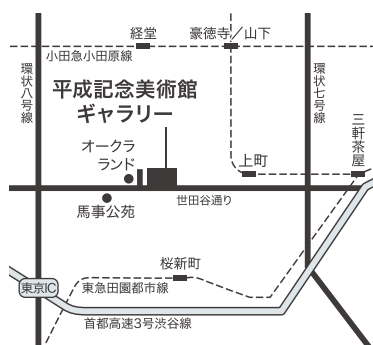 経堂
豪徳寺／山下
小田急小田原線
環状八号線
環状七号線
平成記念美術館
ギャラリー
三軒茶屋
オークラ
ランド
上町
世田谷通り
馬事公苑
桜新町
東京IC
東急田園都市線
首都高速3号渋谷線